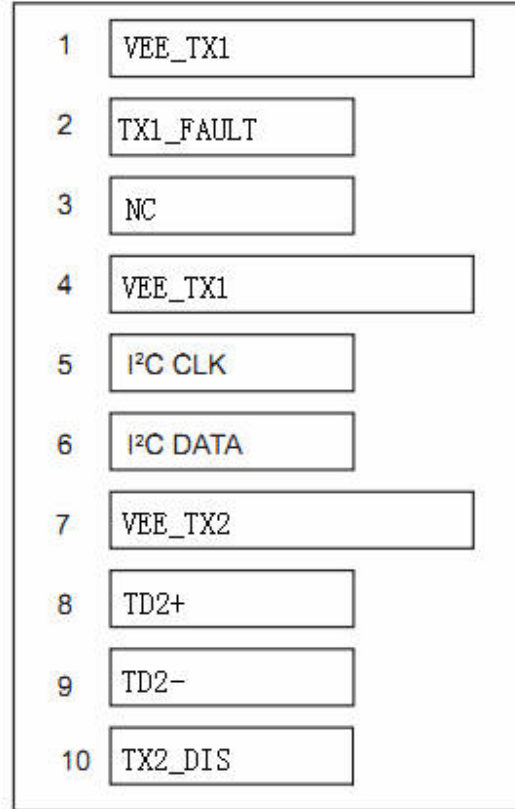 1 VEE_TX1
2 TX1_FAULT
3 NC
4 VEE_TX1
5 I²C CLK
6 I²C DATA
7 VEE_TX2
8 TD2+
9 TD2-
10 TX2_DIS